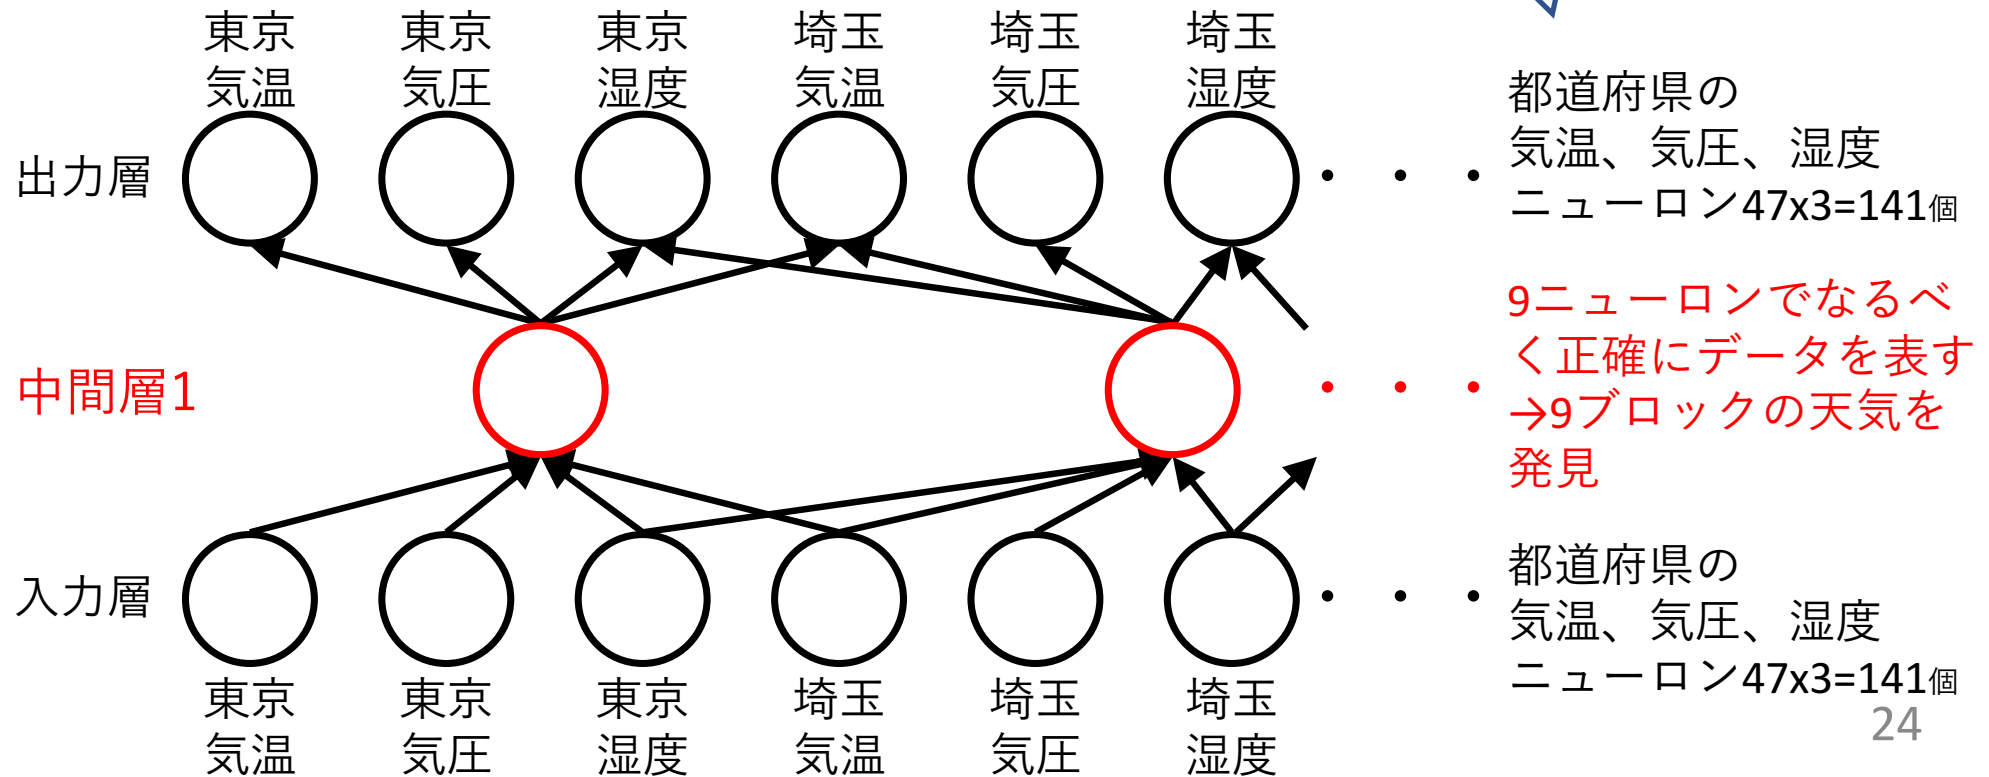 東京
気温
東京
気圧
東京
湿度
埼玉
気温
埼玉
気圧
埼玉
湿度
出力層
都道府県の
気温、気圧、湿度
ニューロン47x3=141個
中間層1
9ニューロンでなるべ
く正確にデータを表す
→9ブロックの天気を
発見
入力層
都道府県の
気温、気圧、湿度
ニューロン47x3=141個
東京
気温
東京
気圧
東京
湿度
埼玉
気温
埼玉
気圧
埼玉
湿度
24